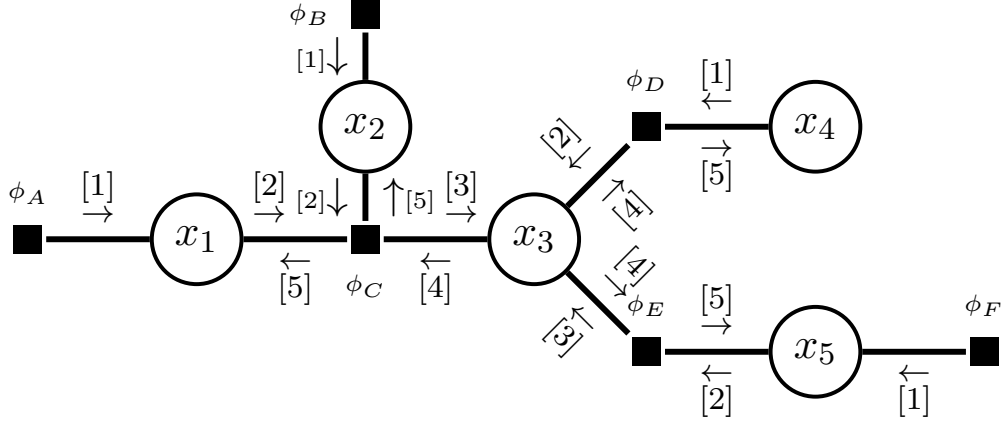 ϕ_B
[1]↓
x_2
ϕ_D
[1]
←
x_4
→
[5]
[2]
←
→
[4]
ϕ_A
[1]
→
x_1
[2]
→
[2]↓
↑[5]
[3]
→
x_3
←
[5]
ϕ_C
←
[4]
[4]
→
←
[3]
ϕ_E
[5]
→
x_5
ϕ_F
←
[2]
←
[1]